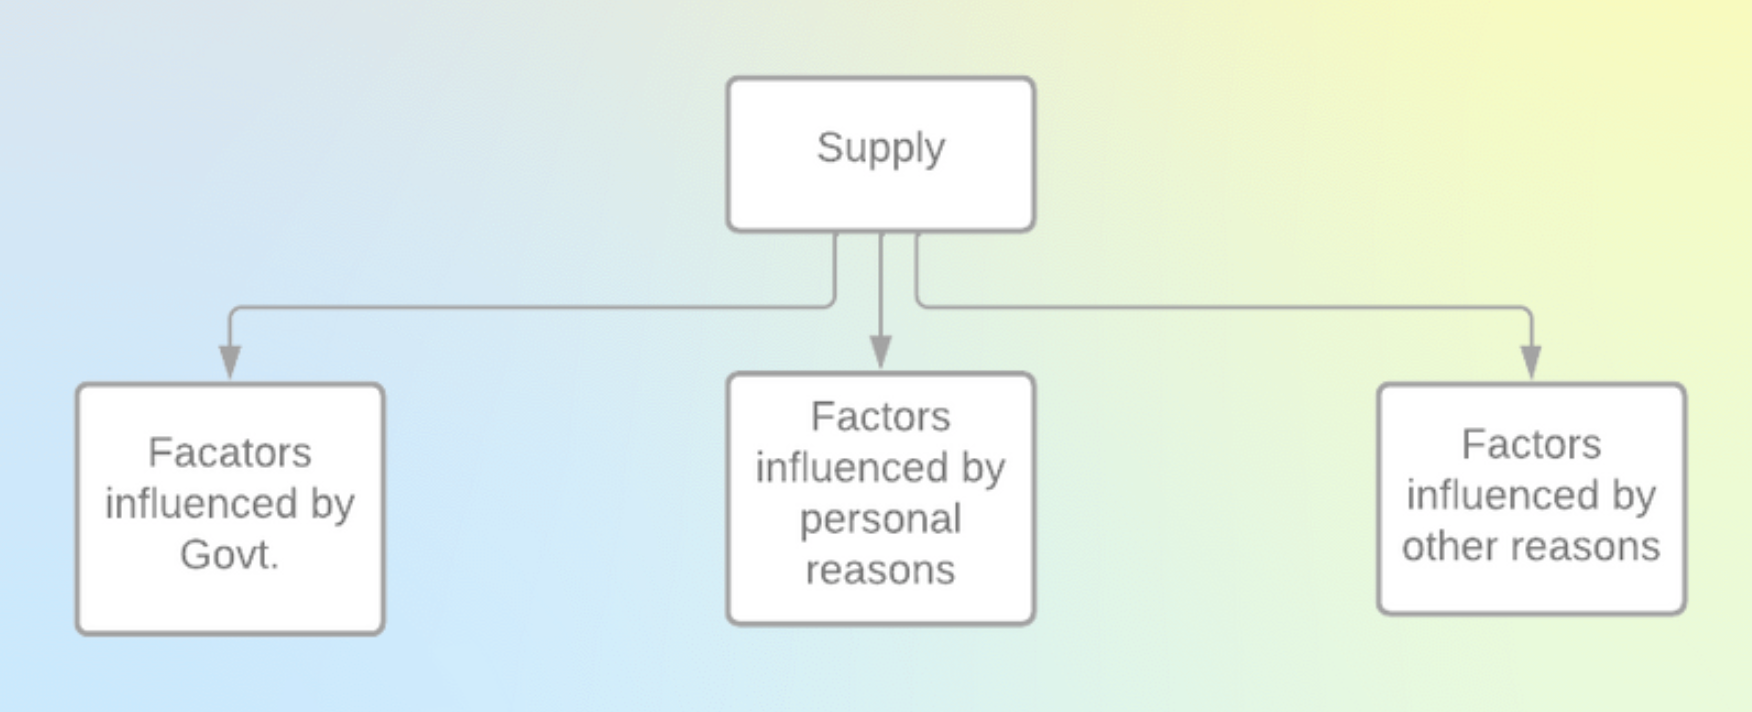 Supply
Facators
influenced by
Govt.
Factors
influenced by
personal
reasons
Factors
influenced by
other reasons